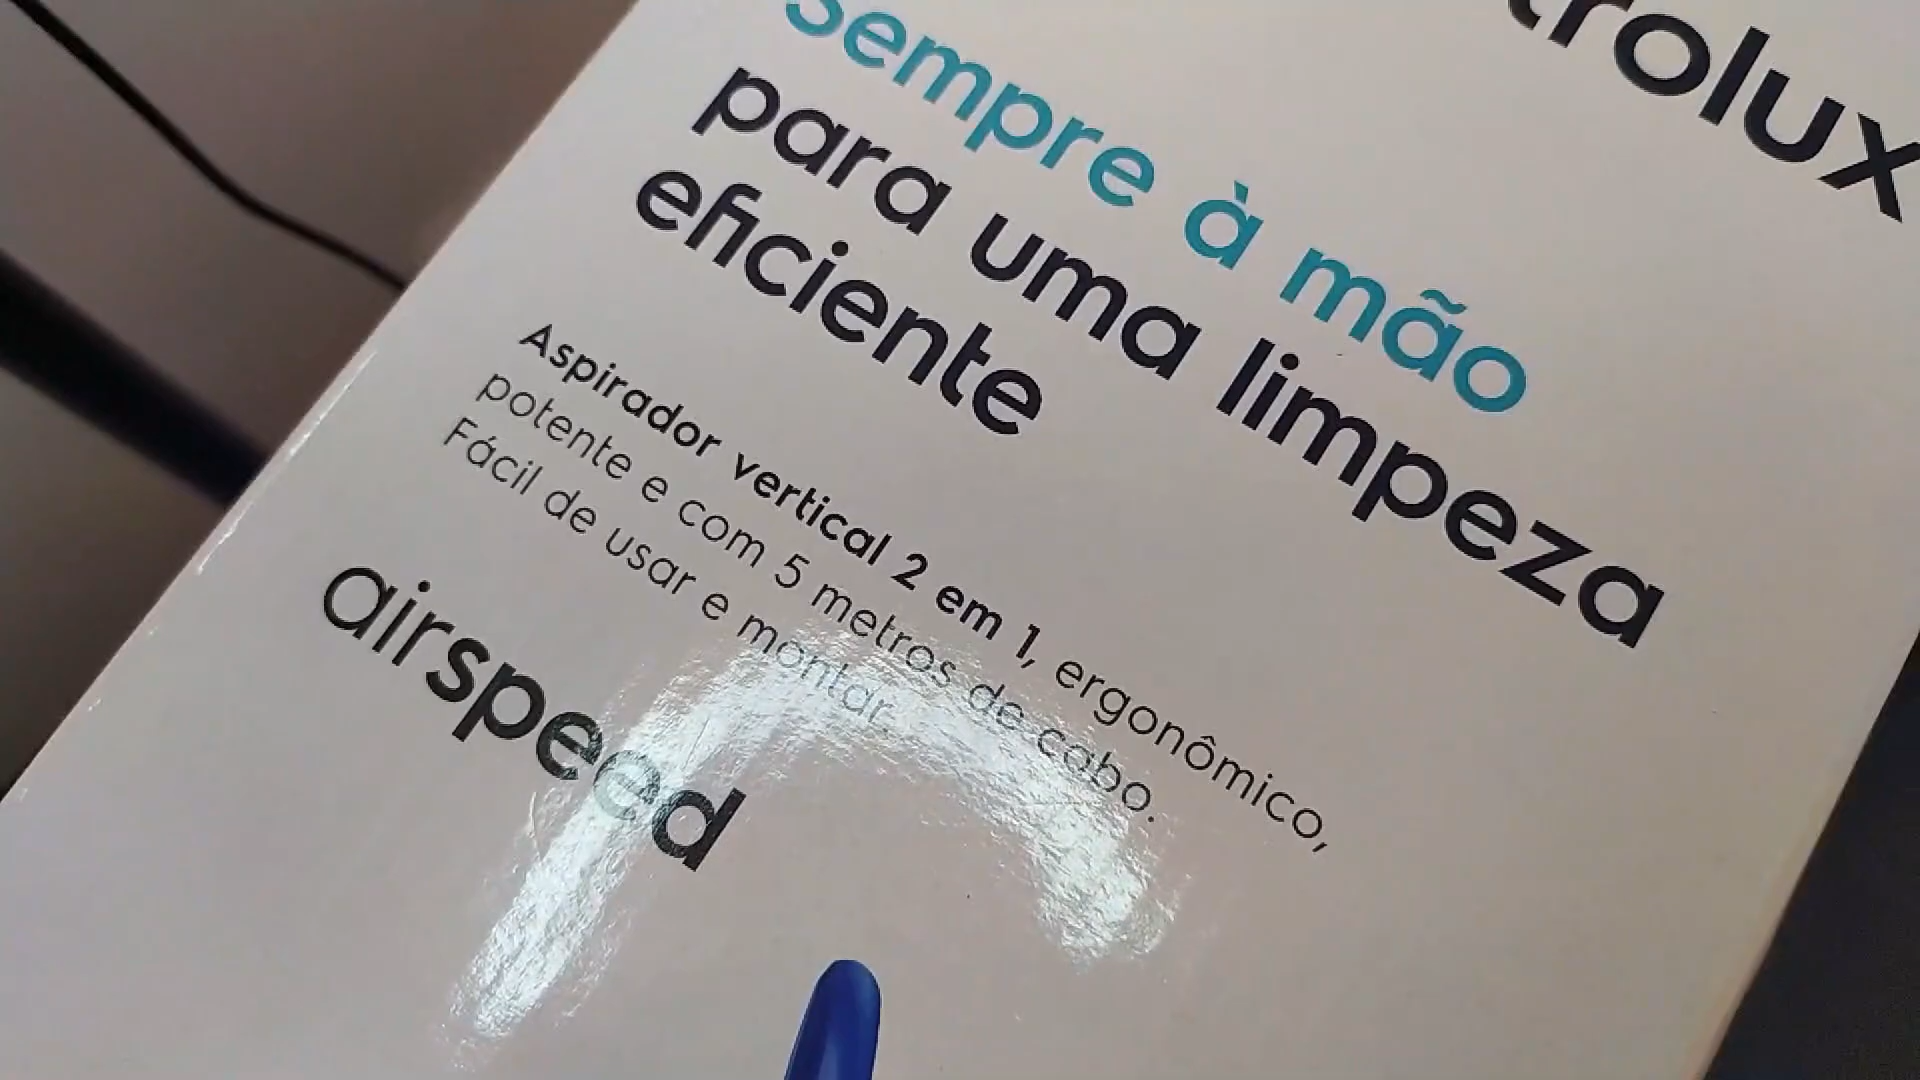 trolux
Sempre à mão
para uma limpeza
eficiente
Aspirador vertical 2 em 1, ergonômico,
potente e com 5 metros de cabo.
Fácil de usar e montar.
airspeed